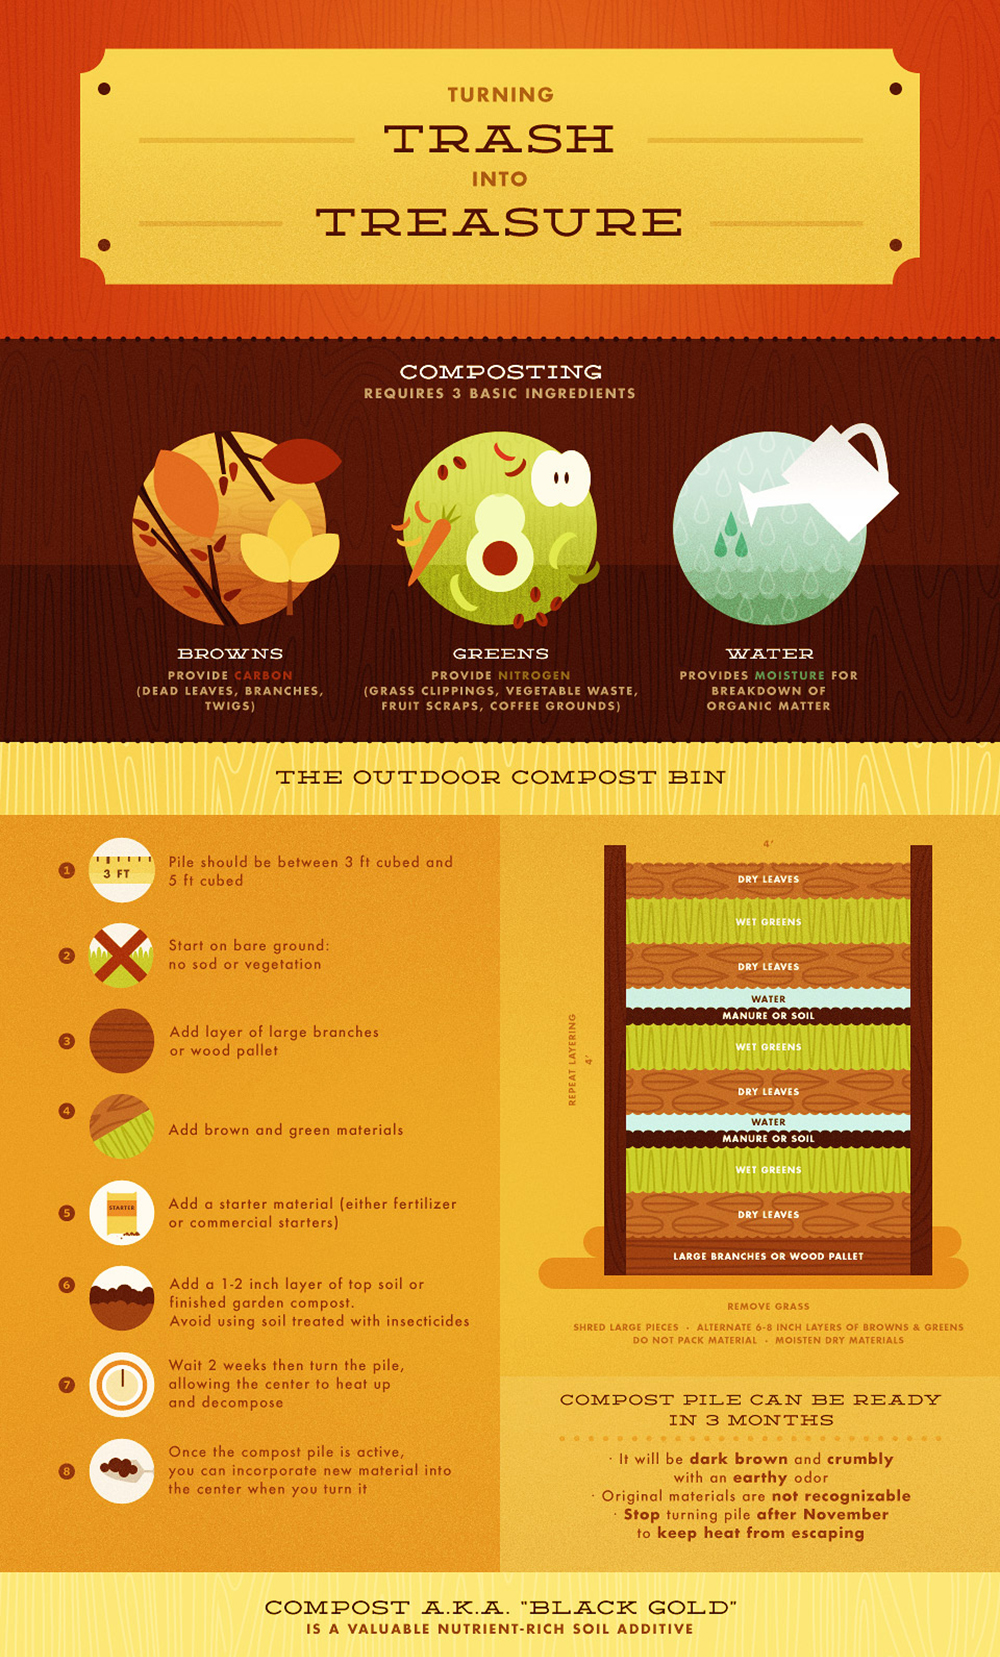 TURNING
TRASH
INTO
TREASURE
COMPOSTING
REQUIRES 3 BASIC INGREDIENTS
BROWNS
PROVIDE CARBON
(DEAD LEAVES, BRANCHES,
TWIGS)
GREENS
PROVIDE NITROGEN
(GRASS CLIPPINGS, VEGETABLE WASTE,
FRUIT SCRAPS, COFFEE GROUNDS)
WATER
PROVIDES MOISTURE FOR
BREAKDOWN OF
ORGANIC MATTER
THE OUTDOOR COMPOST BIN
1
3 FT
Pile should be between 3 ft cubed and
5 ft cubed
2
Start on bare ground:
no sod or vegetation
3
Add layer of large branches
or wood pallet
4
Add brown and green materials
5
STARTER
Add a starter material (either fertilizer
or commercial starters)
6
Add a 1-2 inch layer of top soil or
finished garden compost.
Avoid using soil treated with insecticides
7
Wait 2 weeks then turn the pile,
allowing the center to heat up
and decompose
8
Once the compost pile is active,
you can incorporate new material into
the center when you turn it
4'
DRY LEAVES
WET GREENS
DRY LEAVES
WATER
MANURE OR SOIL
WET GREENS
DRY LEAVES
WATER
MANURE OR SOIL
WET GREENS
DRY LEAVES
LARGE BRANCHES OR WOOD PALLET
REPEAT LAYERING
4'
REMOVE GRASS
SHRED LARGE PIECES · ALTERNATE 6-8 INCH LAYERS OF BROWNS & GREENS
DO NOT PACK MATERIAL · MOISTEN DRY MATERIALS
COMPOST PILE CAN BE READY
IN 3 MONTHS
· It will be dark brown and crumbly
with an earthy odor
· Original materials are not recognizable
· Stop turning pile after November
to keep heat from escaping
COMPOST A.K.A. "BLACK GOLD"
IS A VALUABLE NUTRIENT-RICH SOIL ADDITIVE